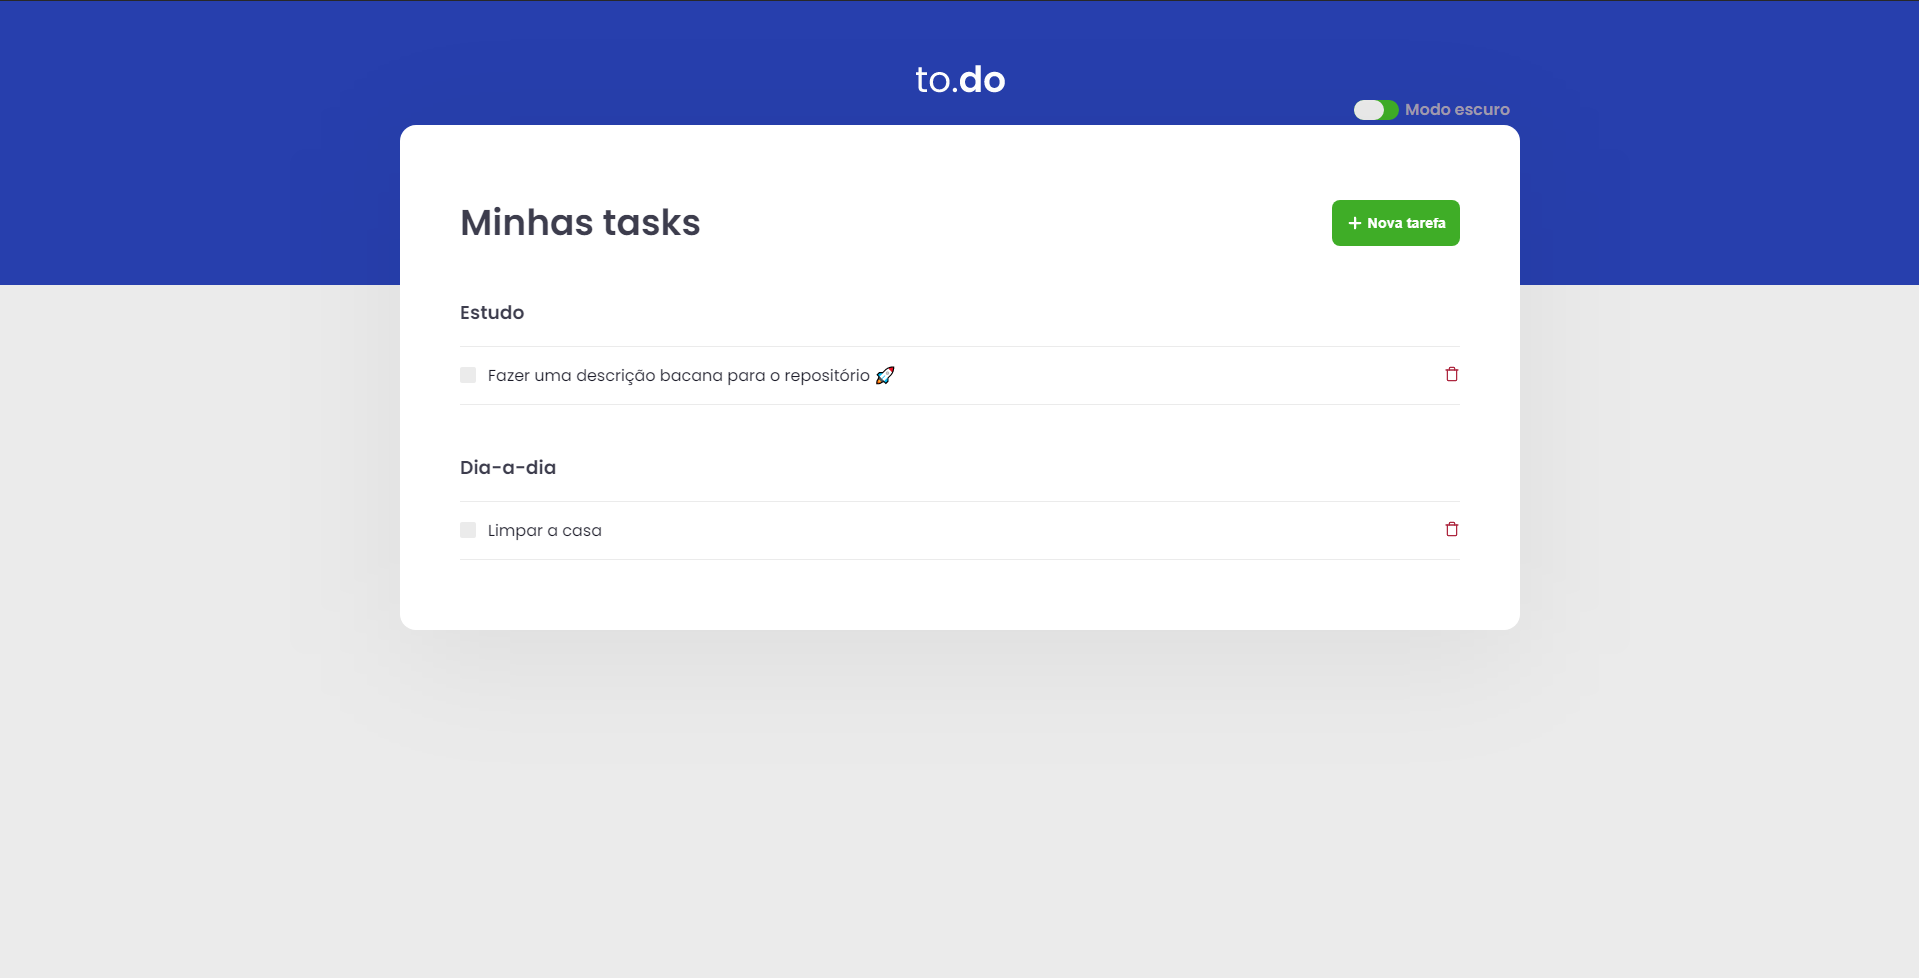 to.do
Modo escuro
Minhas tasks
+ Nova tarefa
Estudo
Fazer uma descrição bacana para o repositório 🚀
Dia-a-dia
Limpar a casa